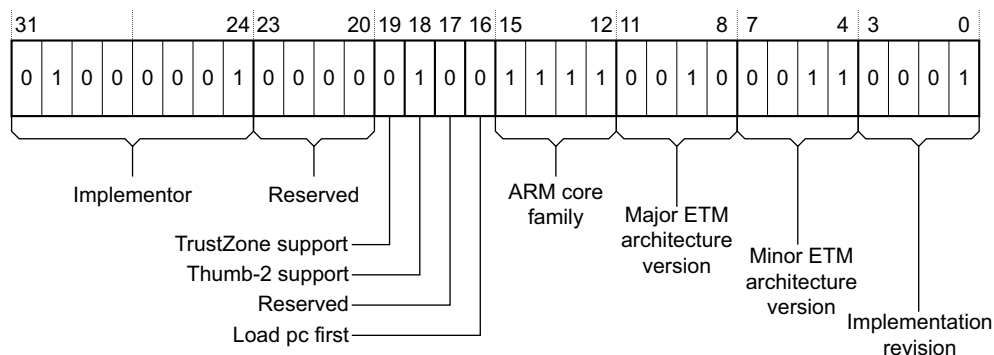 31 24 23 20 19 18 17 16 15 12 11 8 7 4 3 0
0 1 0 0 0 0 0 1 0 0 0 0 0 1 0 0 1 1 1 1 0 0 1 0 0 0 1 1 0 0 0 1
Implementor
Reserved
TrustZone support
Thumb-2 support
Reserved
Load pc first
ARM core
family
Major ETM
architecture
version
Minor ETM
architecture
version
Implementation
revision